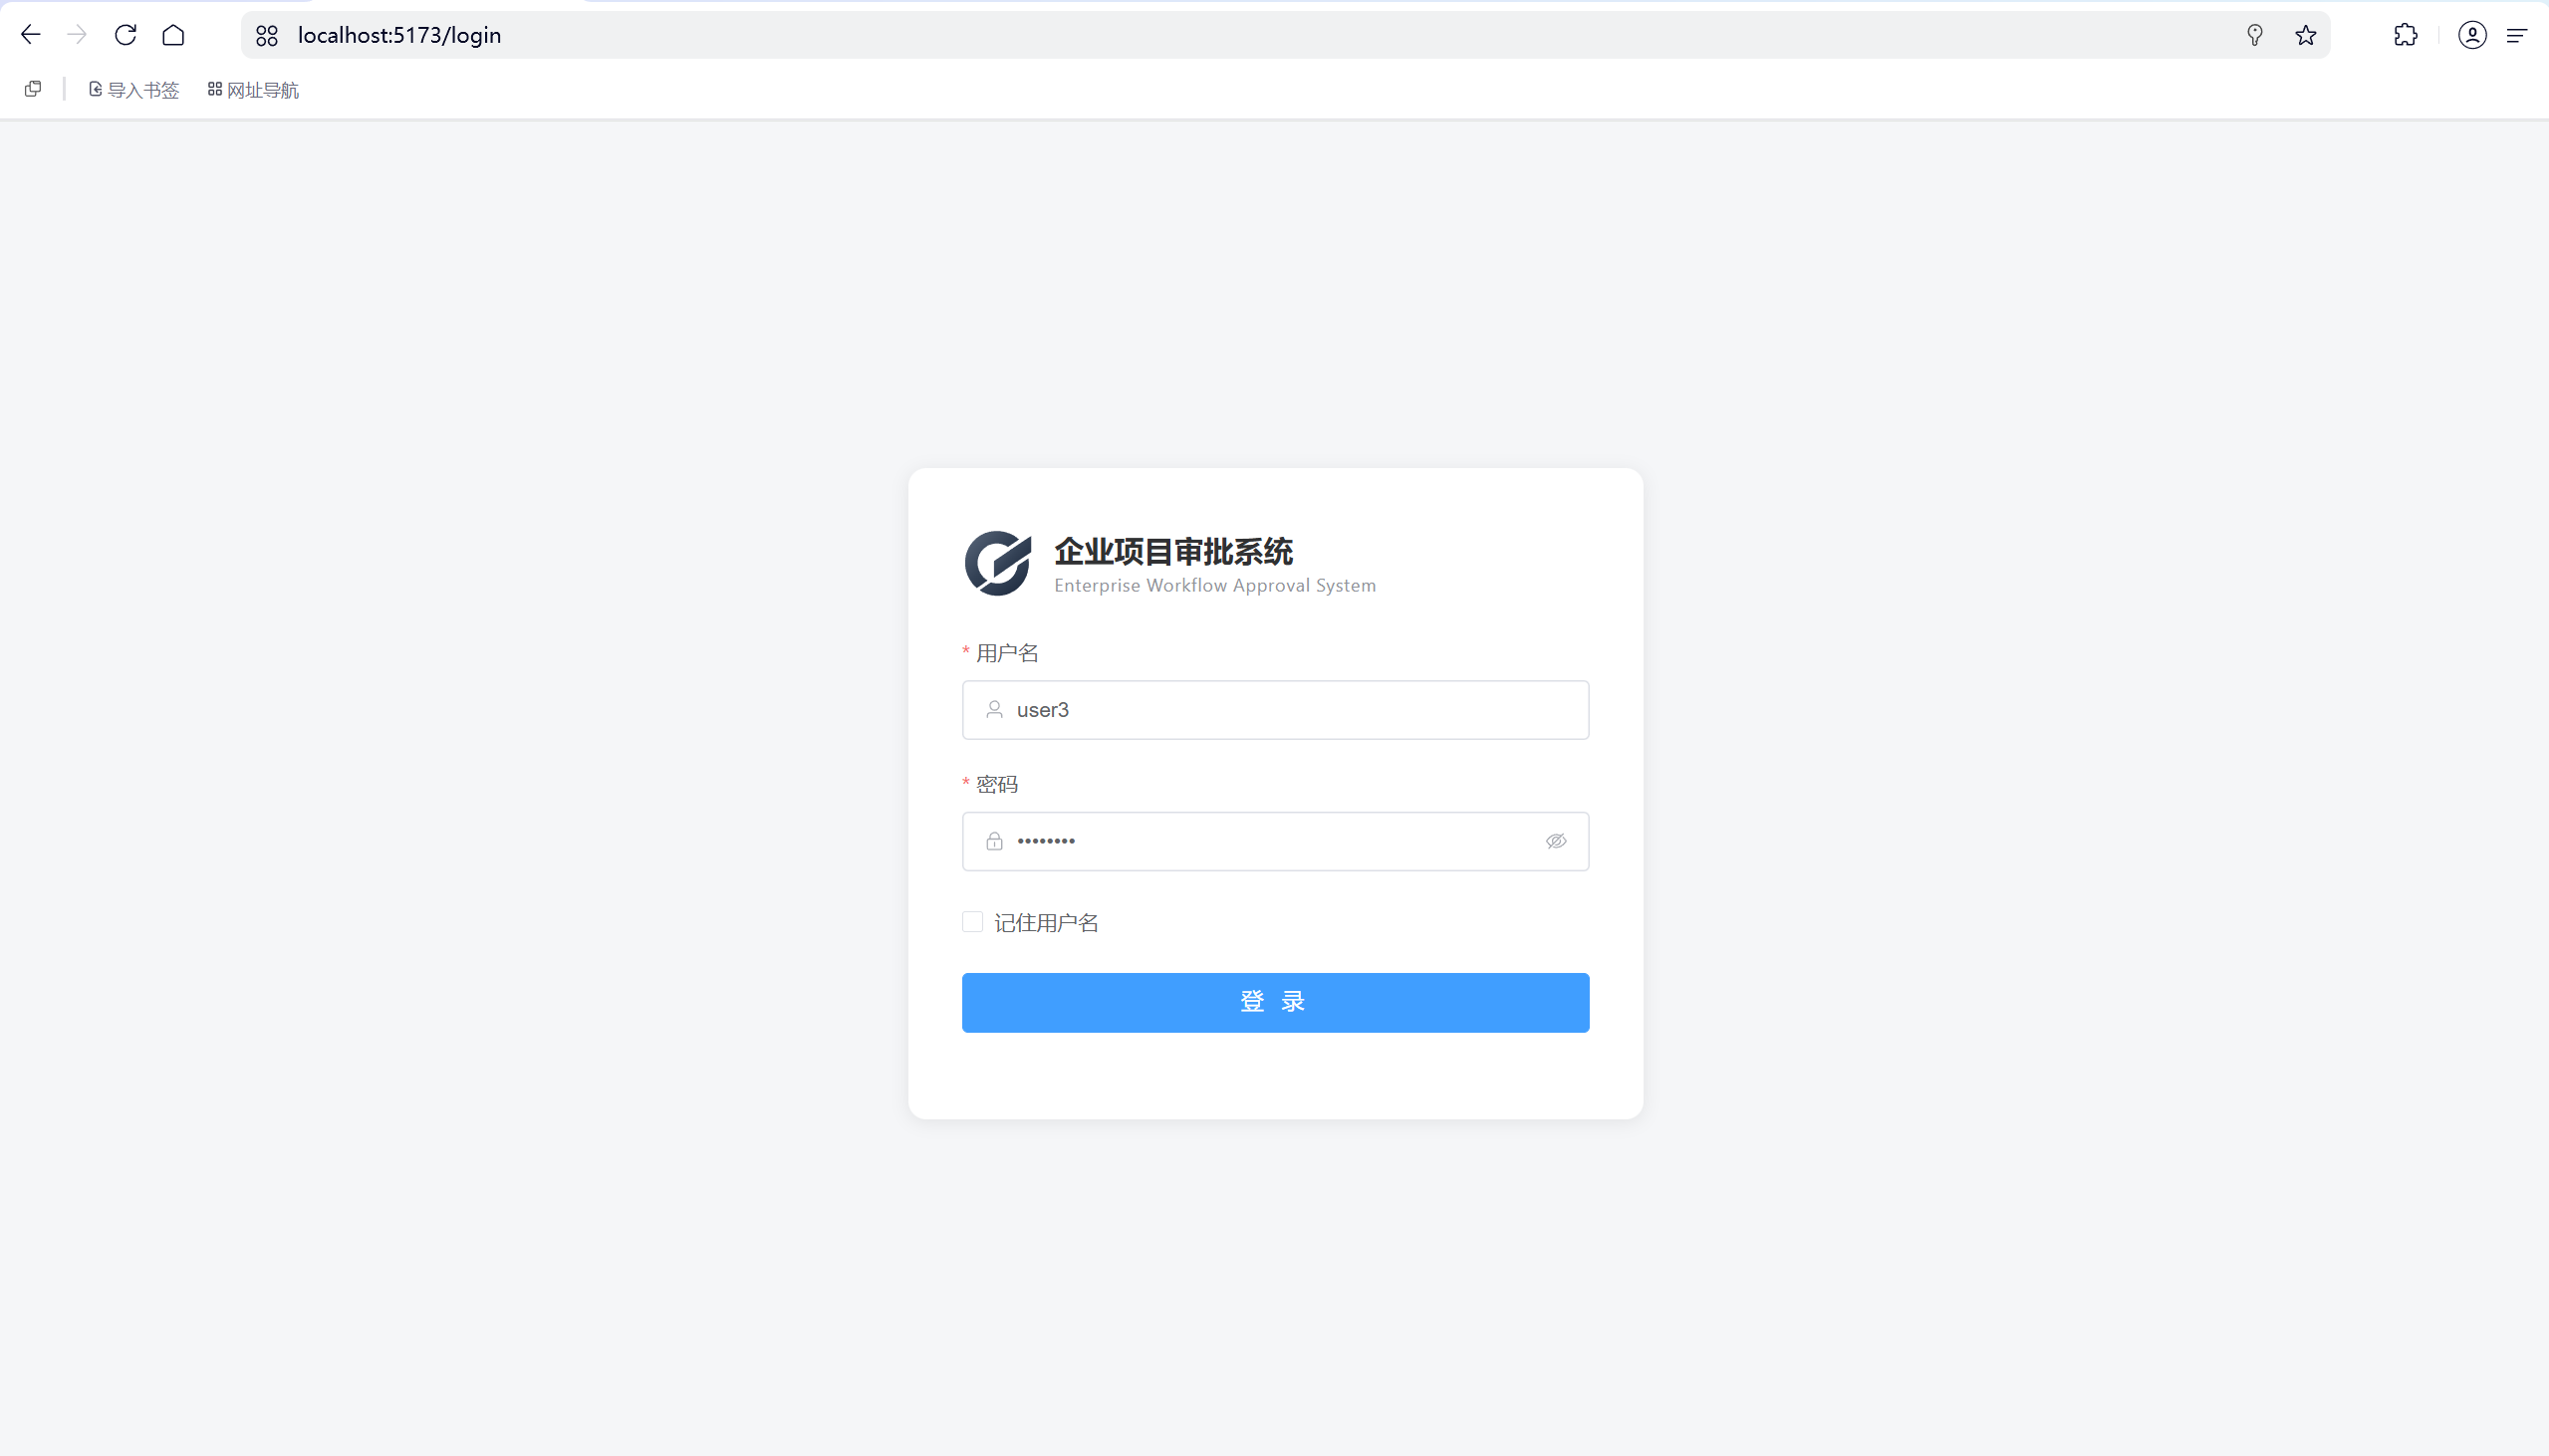 localhost:5173/login
导入书签 网址导航
企业项目审批系统
Enterprise Workflow Approval System
* 用户名
user3
* 密码
••••••••
记住用户名
登 录